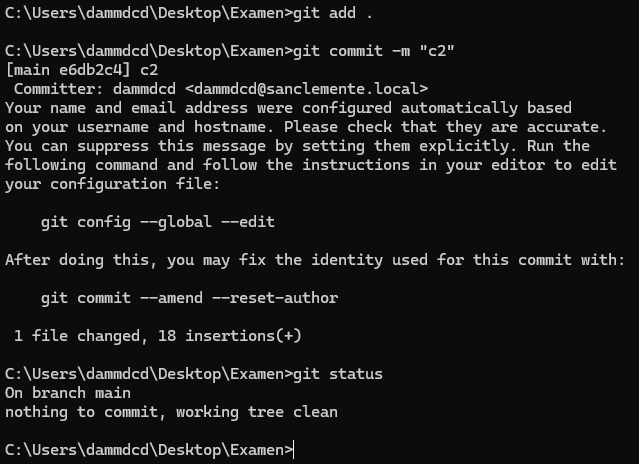 C:\Users\dammdcd\Desktop\Examen>git add .
C:\Users\dammdcd\Desktop\Examen>git commit -m "c2"
[main e6db2c4] c2
 Committer: dammdcd <dammdcd@sanclemente.local>
Your name and email address were configured automatically based
on your username and hostname. Please check that they are accurate.
You can suppress this message by setting them explicitly. Run the
following command and follow the instructions in your editor to edit
your configuration file:
    git config --global --edit
After doing this, you may fix the identity used for this commit with:
    git commit --amend --reset-author
 1 file changed, 18 insertions(+)
C:\Users\dammdcd\Desktop\Examen>git status
On branch main
nothing to commit, working tree clean
C:\Users\dammdcd\Desktop\Examen>